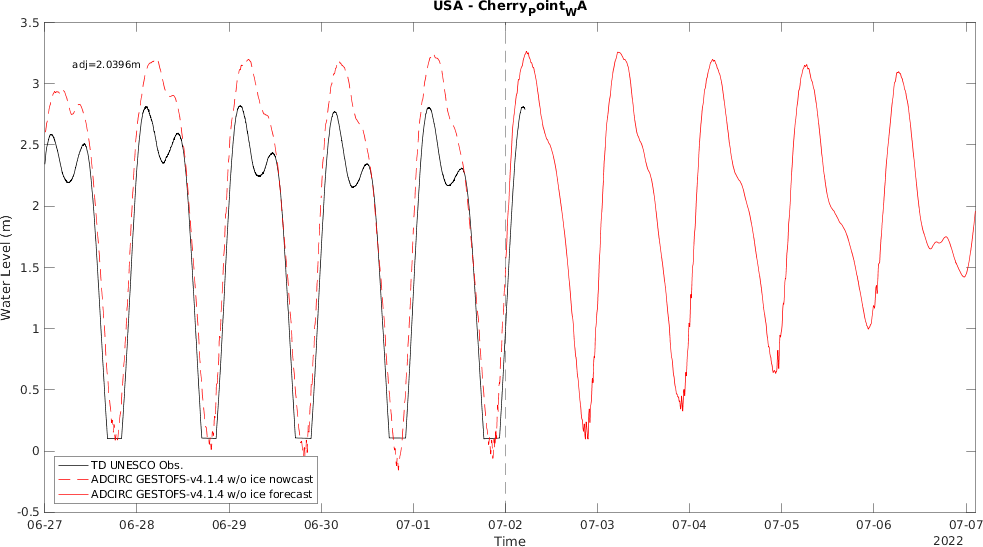 USA - CherryPointWA
3.5
adj=2.0396m
3
2.5
2
Water Level (m)
1.5
1
0.5
0
TD UNESCO Obs.
ADCIRC GESTOFS-v4.1.4 w/o ice nowcast
ADCIRC GESTOFS-v4.1.4 w/o ice forecast
-0.5
06-27 06-28 06-29 06-30 07-01 07-02 07-03 07-04 07-05 07-06 07-07
Time
2022